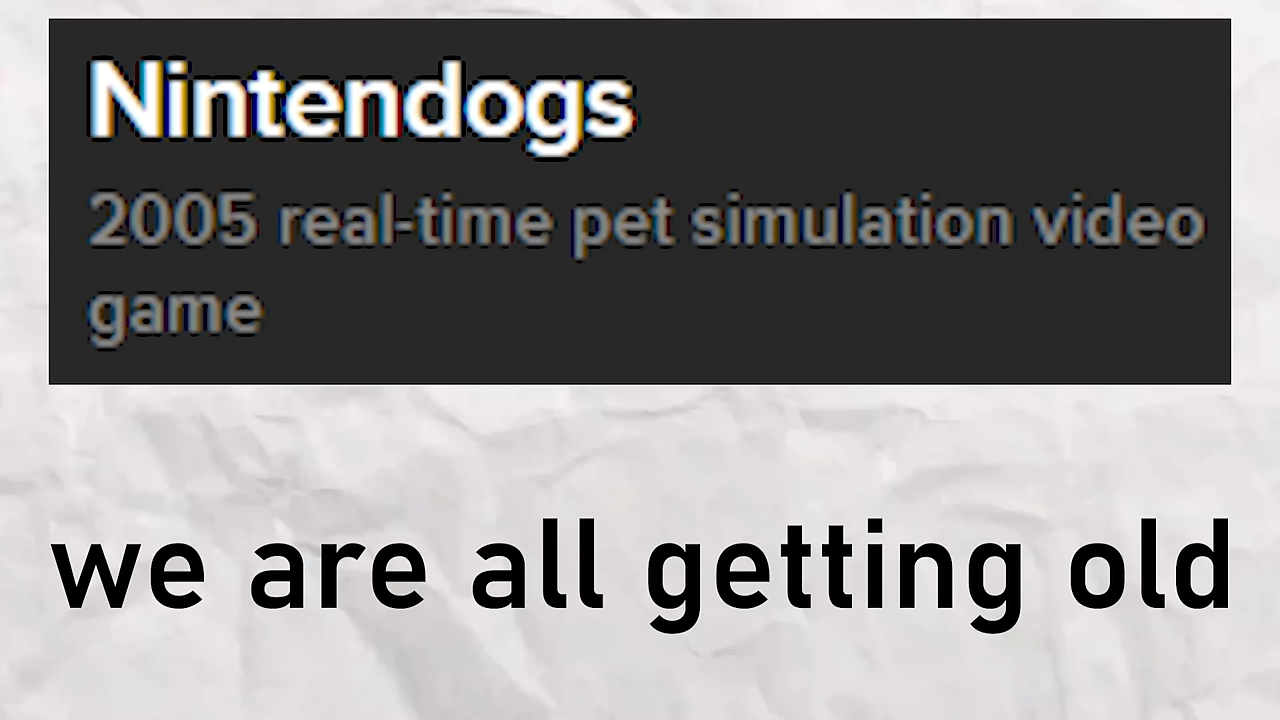 Nintendogs
2005 real-time pet simulation video
game
we are all getting old